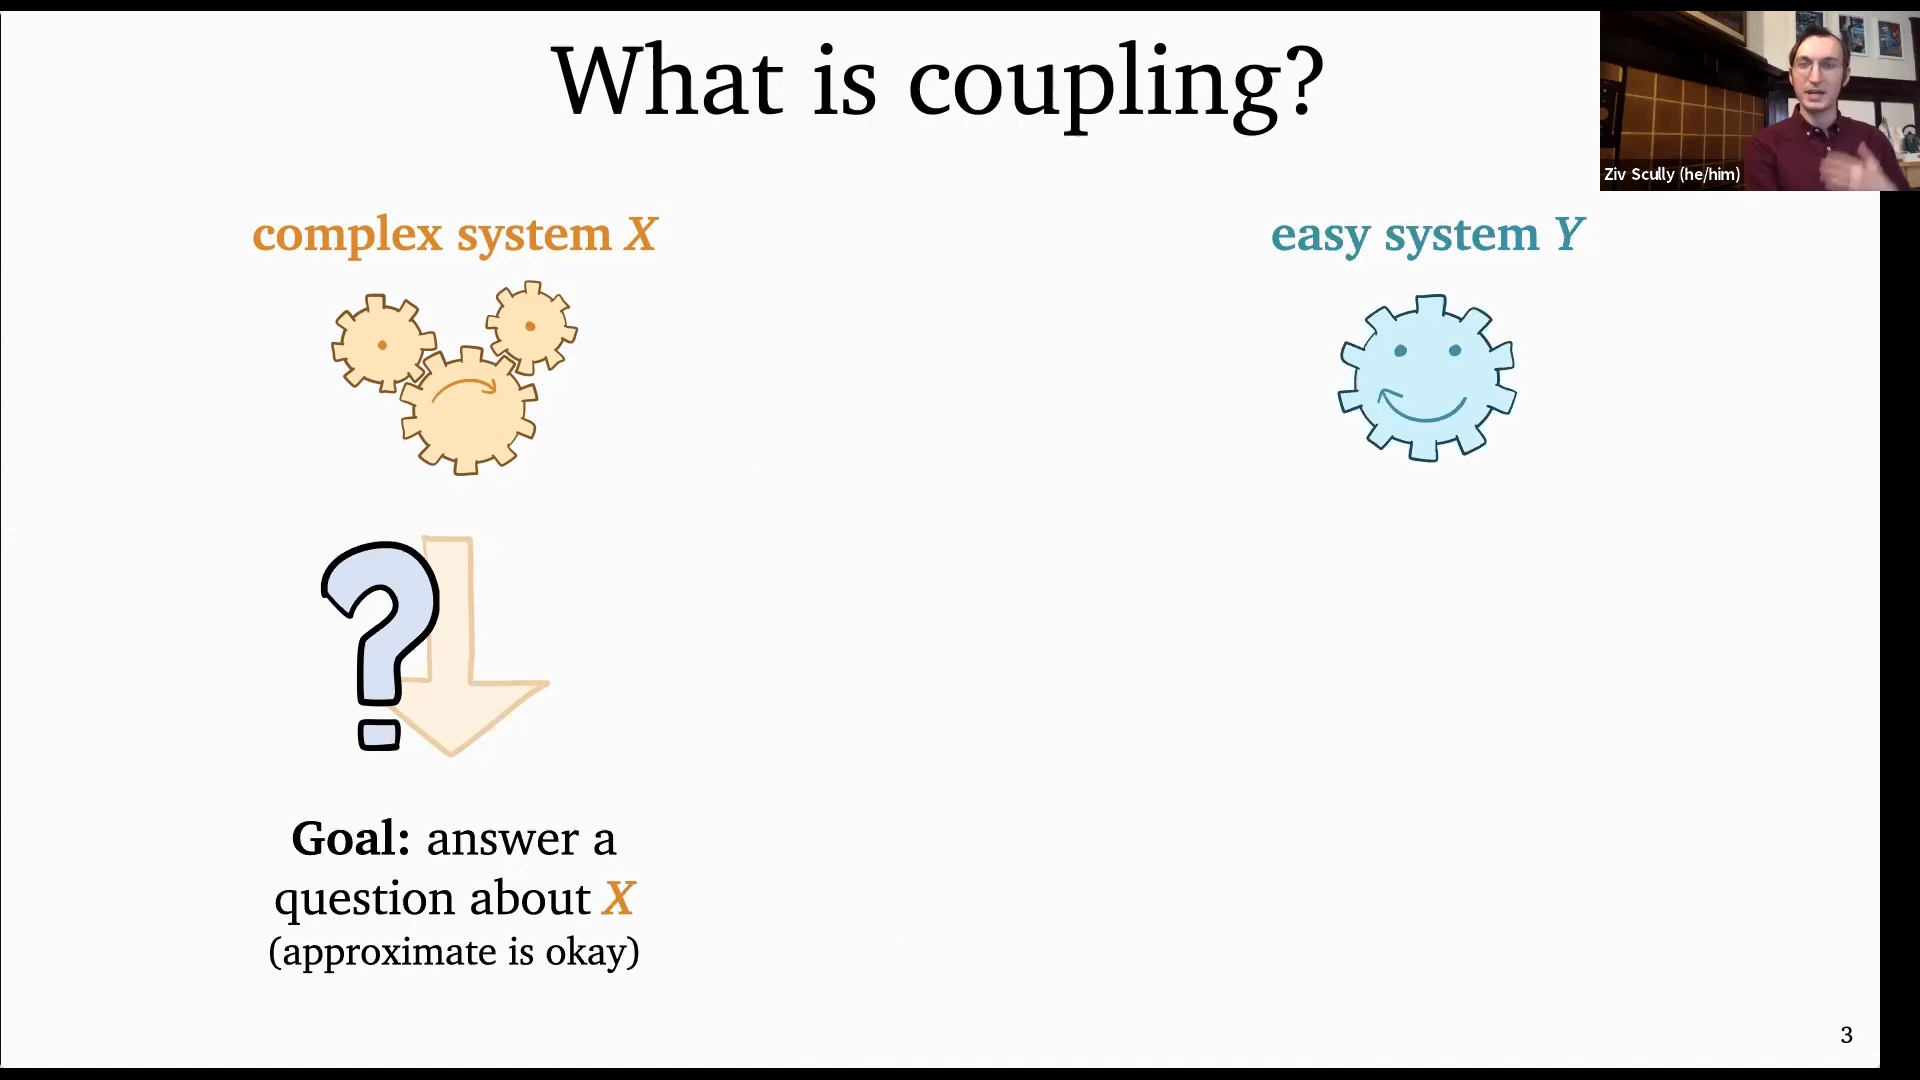 What is coupling?
Ziv Scully (he/him)
complex system X
easy system Y
Goal: answer a
question about X
(approximate is okay)
3